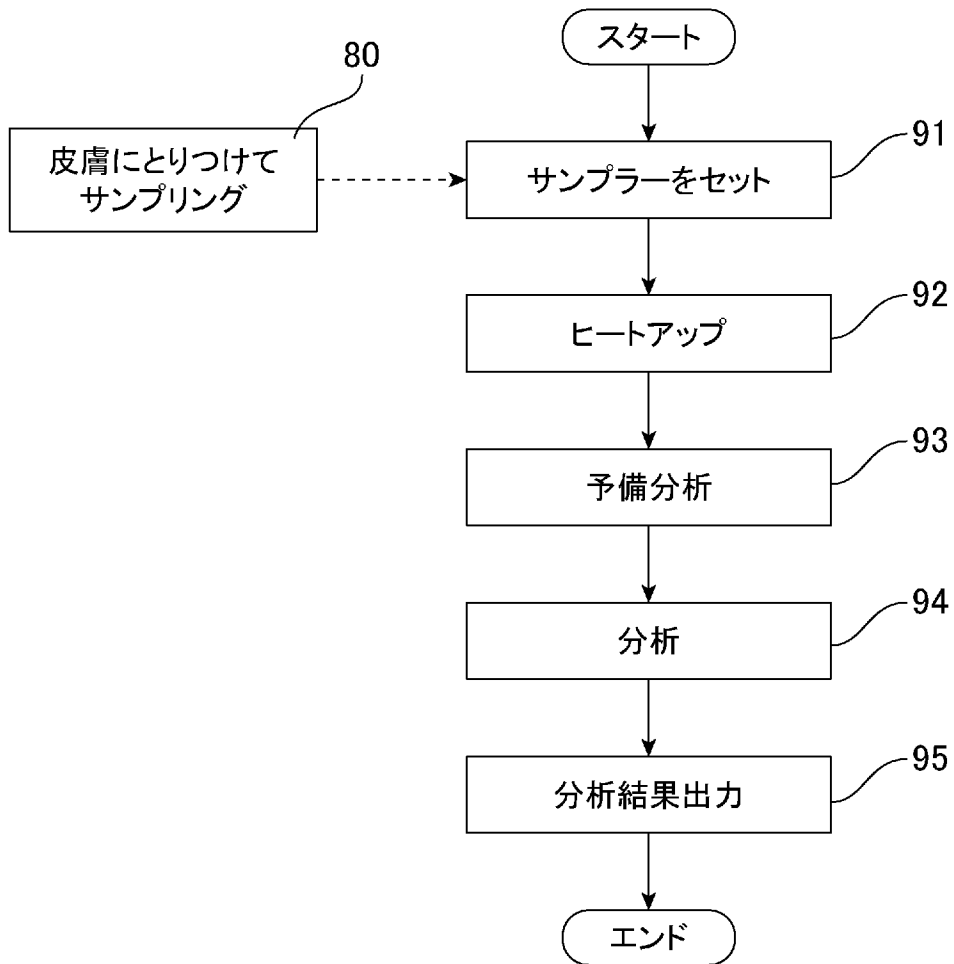 スタート
80
皮膚にとりつけて
サンプリング
91
サンプラーをセット
92
ヒートアップ
93
予備分析
94
分析
95
分析結果出力
エンド